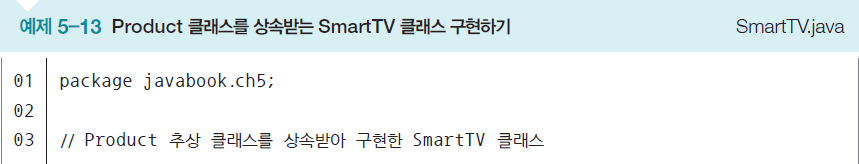 예제 5-13 Product 클래스를 상속받는 SmartTV 클래스 구현하기 SmartTV.java
01 package javabook.ch5;
02
03 // Product 추상 클래스를 상속받아 구현한 SmartTV 클래스